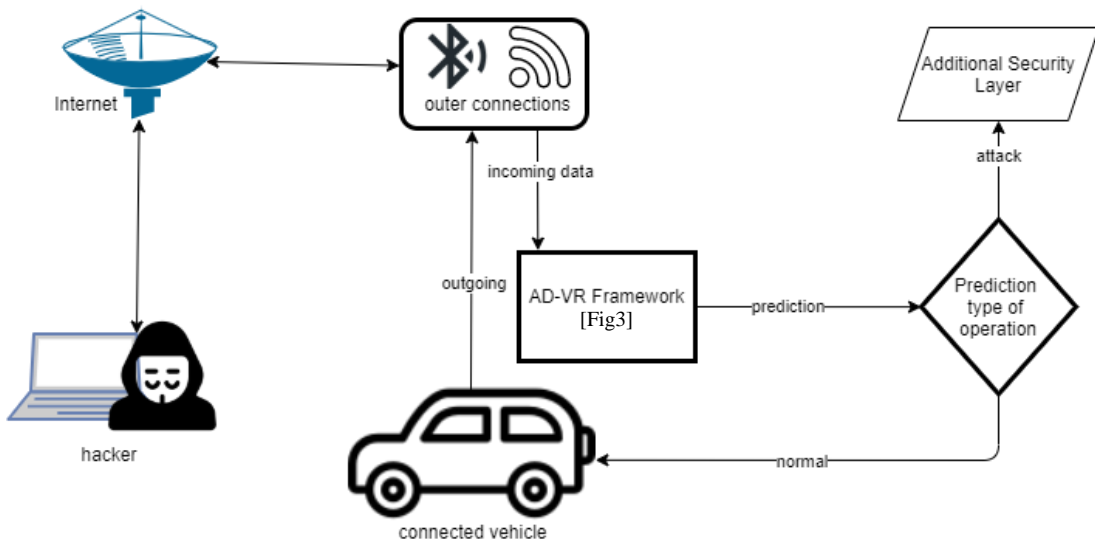 Internet
outer connections
Additional Security
Layer
attack
incoming data
outgoing
AD-VR Framework
[Fig3]
prediction
Prediction
type of
operation
hacker
normal
connected vehicle